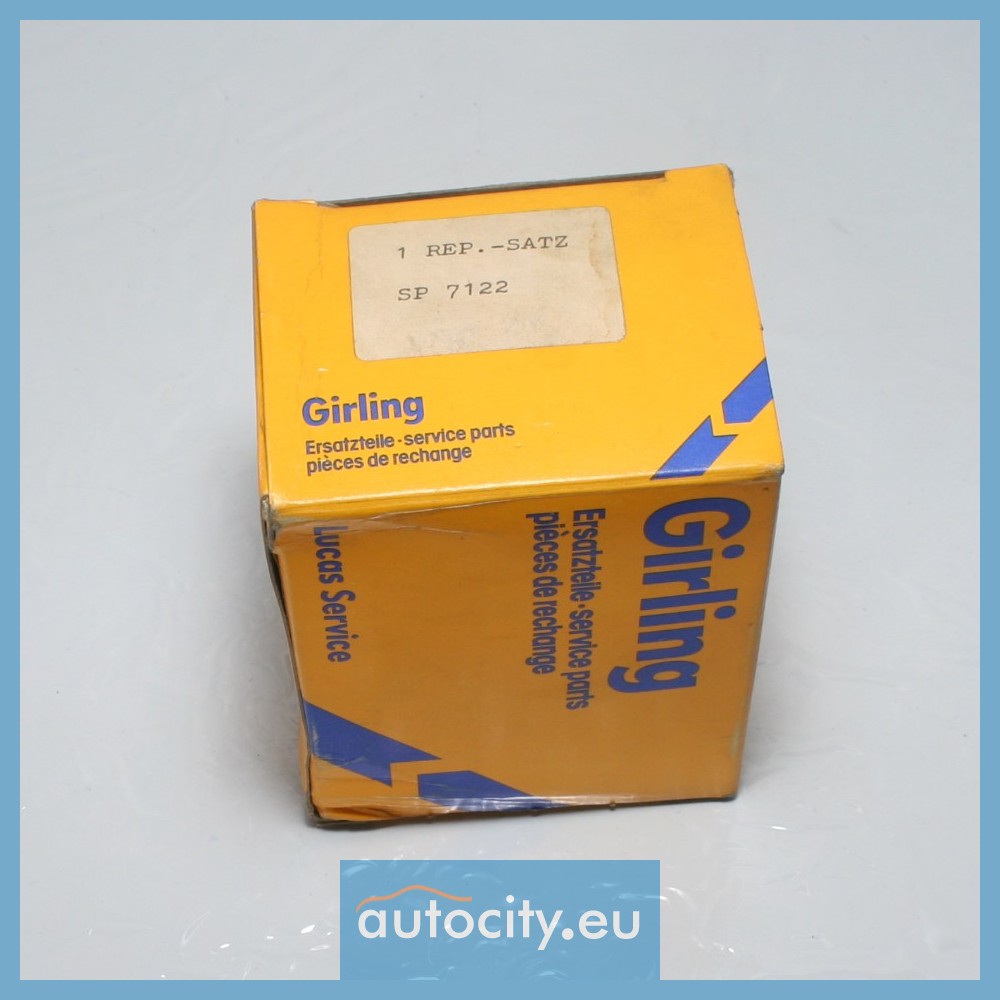 1 REP.-SATZ
SP 7122
Girling
Ersatzteile·service parts
pièces de rechange
Girling
Ersatzteile·service parts
pièces de rechange
Lucas Service
autocity.eu